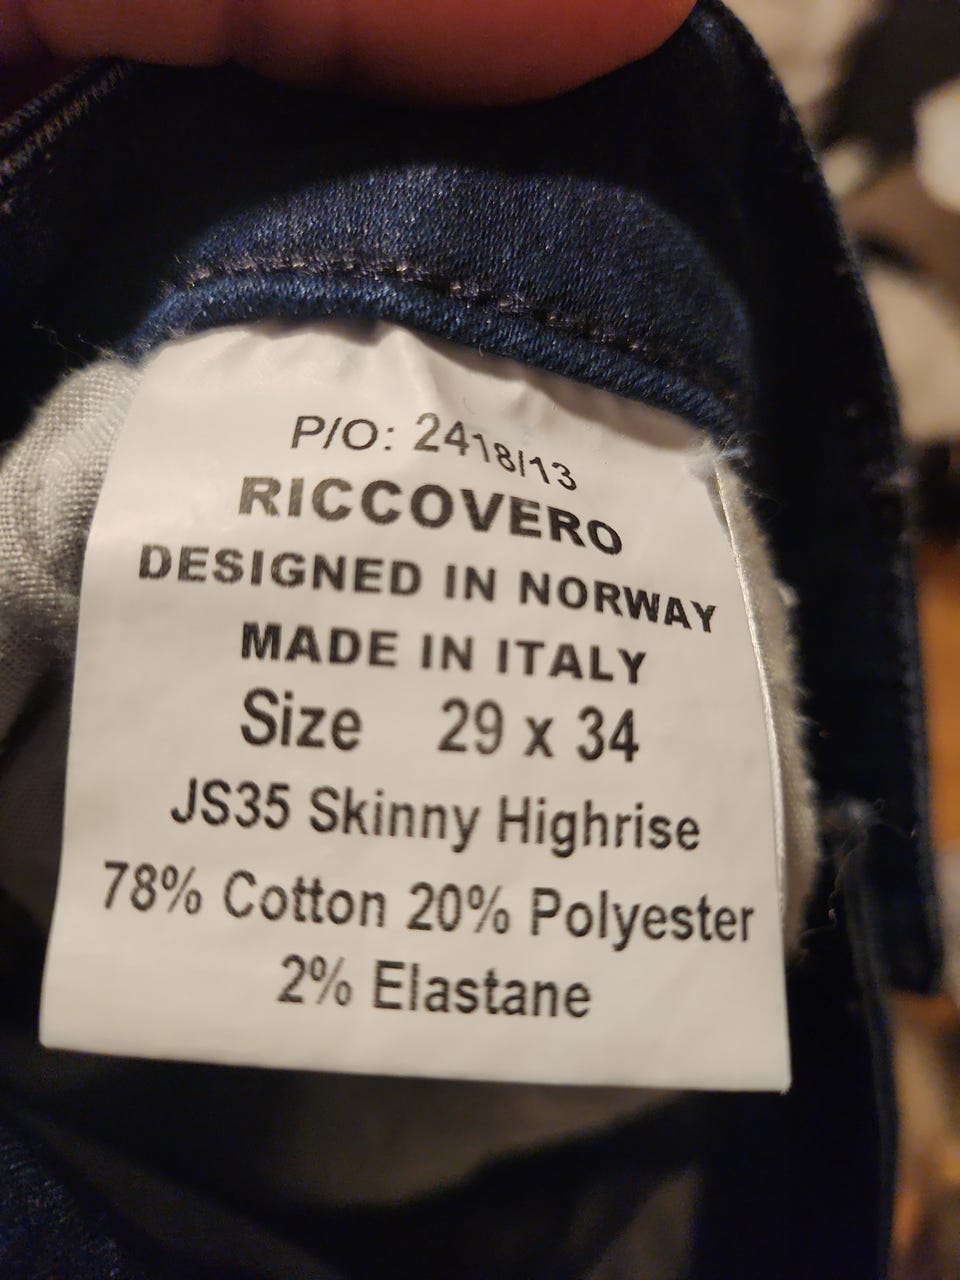 P/O: 2418/13
RICCOVERO
DESIGNED IN NORWAY
MADE IN ITALY
Size 29 x 34
JS35 Skinny Highrise
78% Cotton 20% Polyester
2% Elastane